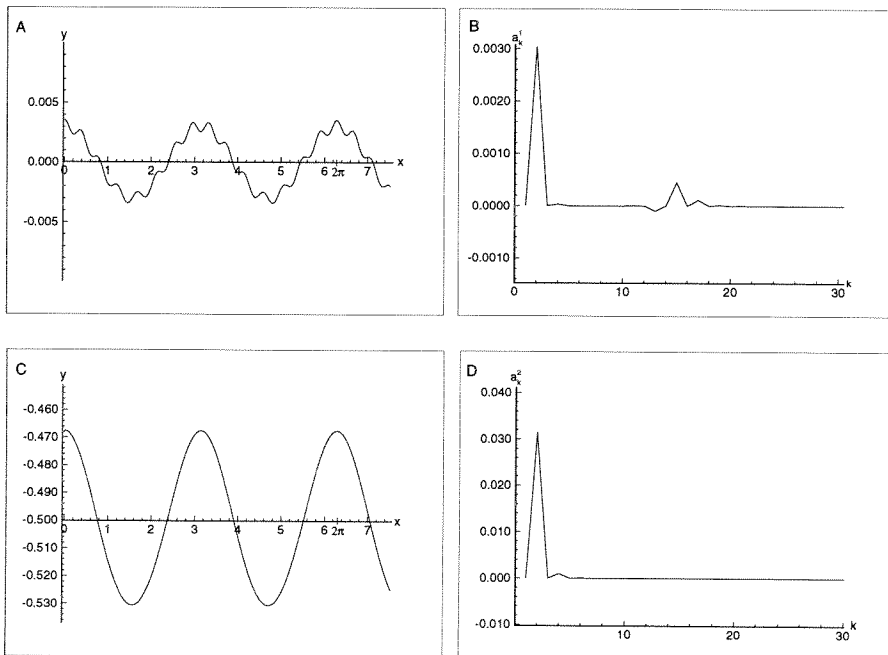 A
y
0.005
0.000
-0.005
0 1 2 3 4 5 6 2π 7 x
B
a_k^1
0.0030
0.0020
0.0010
0.0000
-0.0010
0 10 20 30 k
C
y
-0.460
-0.470
-0.480
-0.490
-0.500
-0.510
-0.520
-0.530
0 1 2 3 4 5 6 2π 7 x
D
a_k^2
0.040
0.030
0.020
0.010
0.000
-0.010
10 20 30 k